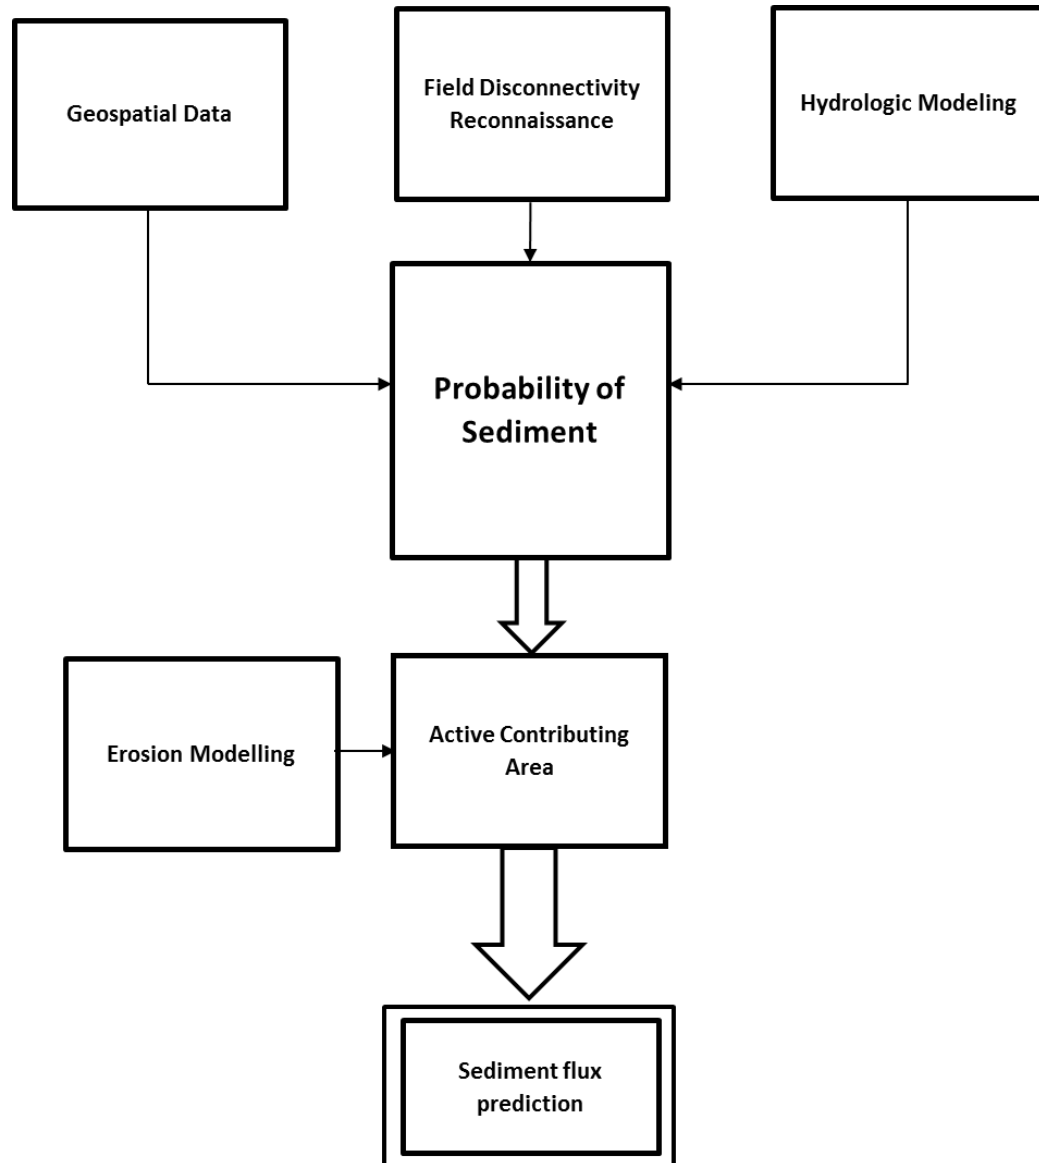 Geospatial Data
Field Disconnectivity
Reconnaissance
Hydrologic Modeling
Probability of
Sediment
Erosion Modelling
Active Contributing
Area
Sediment flux
prediction